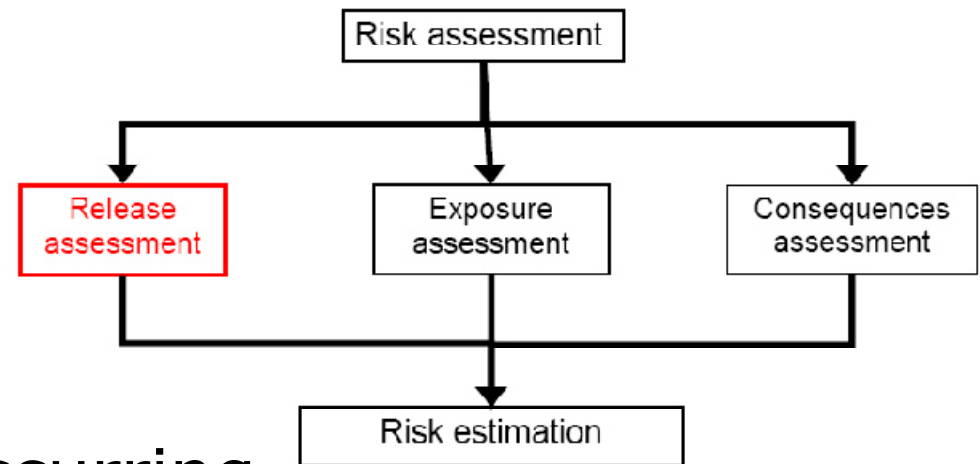 Risk assessment
Release
assessment
Exposure
assessment
Consequences
assessment
Risk estimation